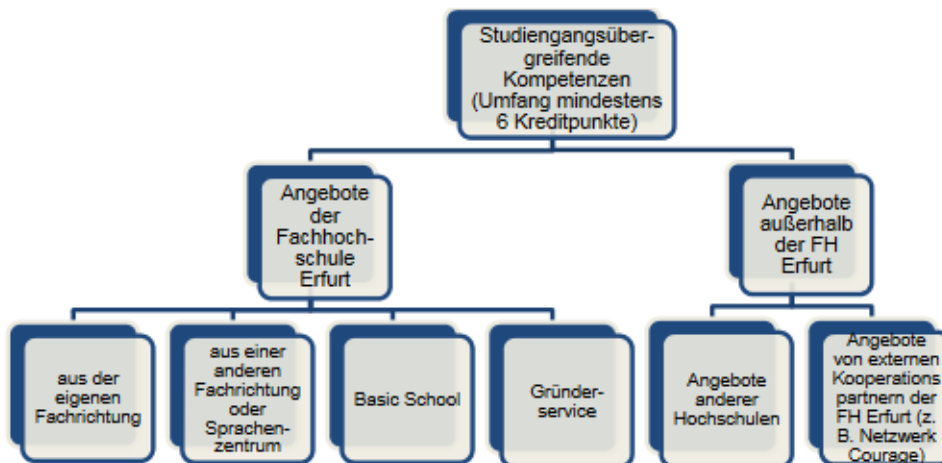 Studiengangsüber-
greifende
Kompetenzen
(Umfang mindestens
6 Kreditpunkte)
Angebote
der
Fachhoch-
schule
Erfurt
Angebote
außerhalb
der FH
Erfurt
aus der
eigenen
Fachrichtung
aus einer
anderen
Fachrichtung
oder
Sprachen-
zentrum
Basic School
Gründer-
service
Angebote
anderer
Hochschulen
Angebote
von externen
Kooperations
partnern der
FH Erfurt (z.
B. Netzwerk
Courage)